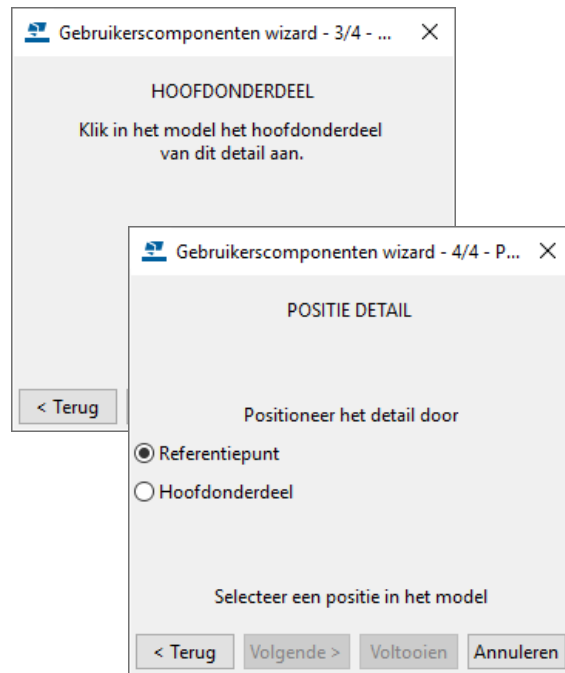 Gebruikerscomponenten wizard - 3/4 - ...
HOOFDONDERDEEL
Klik in het model het hoofdonderdeel
van dit detail aan.
< Terug
Gebruikerscomponenten wizard - 4/4 - P...
POSITIE DETAIL
Positioneer het detail door
Referentiepunt
Hoofdonderdeel
Selecteer een positie in het model
< Terug Volgende > Voltooien Annuleren